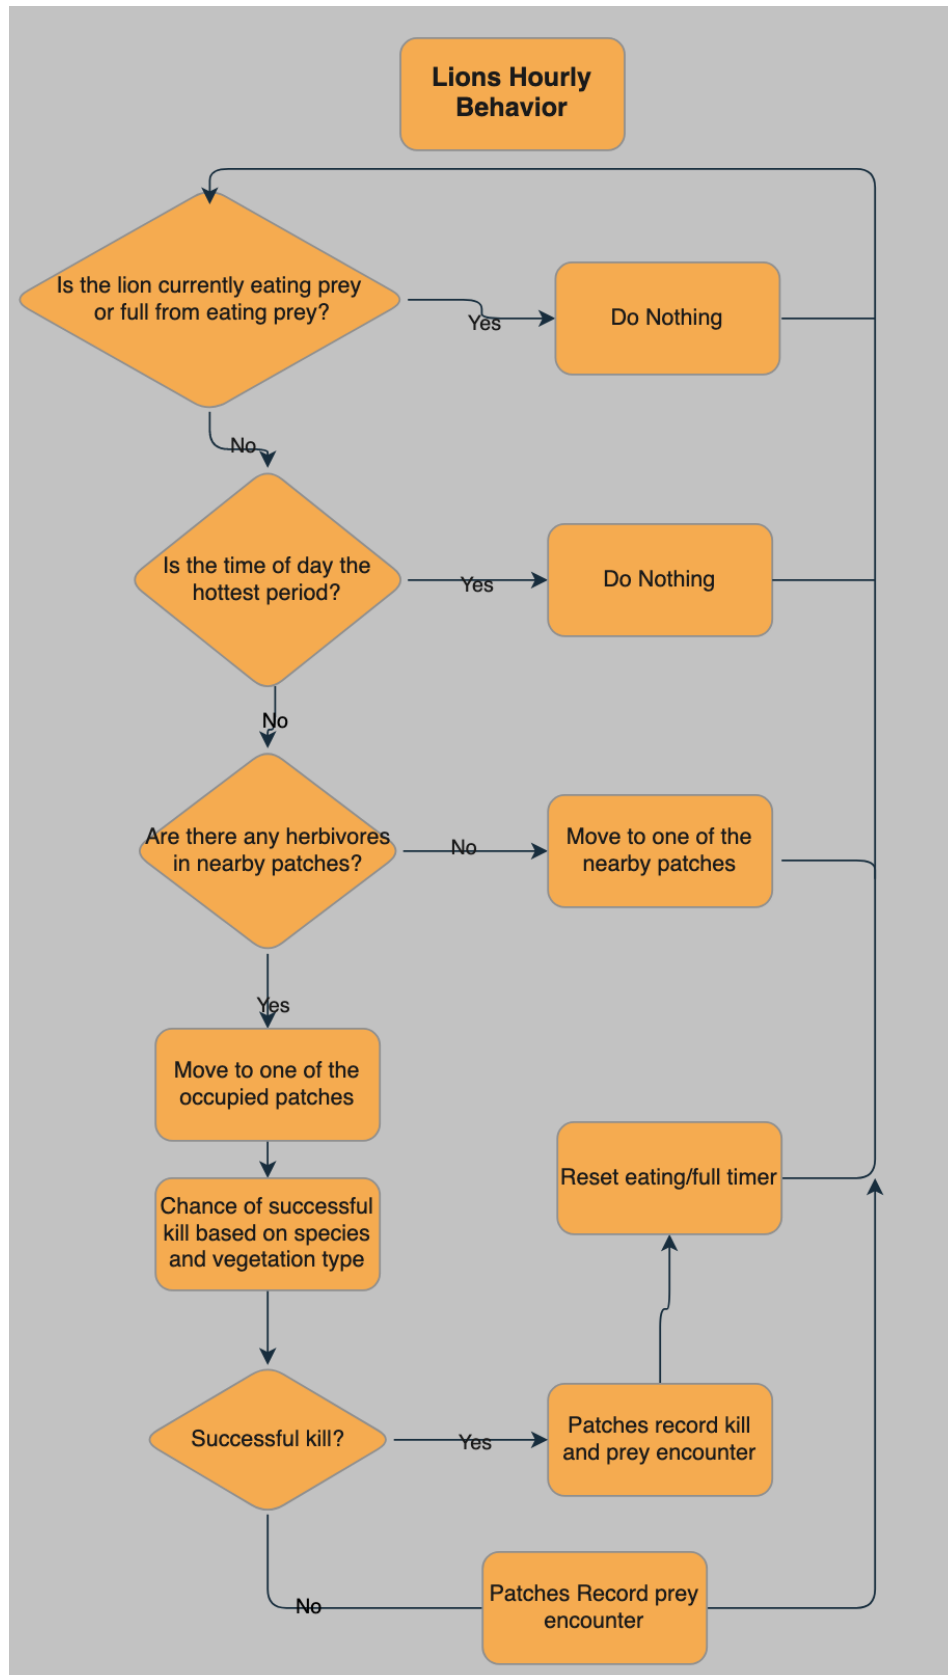 Lions Hourly
Behavior
Is the lion currently eating prey
or full from eating prey?
Yes
Do Nothing
No
Is the time of day the
hottest period?
Yes
Do Nothing
No
Are there any herbivores
in nearby patches?
No
Move to one of the
nearby patches
Yes
Move to one of the
occupied patches
Chance of successful
kill based on species
and vegetation type
Reset eating/full timer
Successful kill?
Yes
Patches record kill
and prey encounter
No
Patches Record prey
encounter